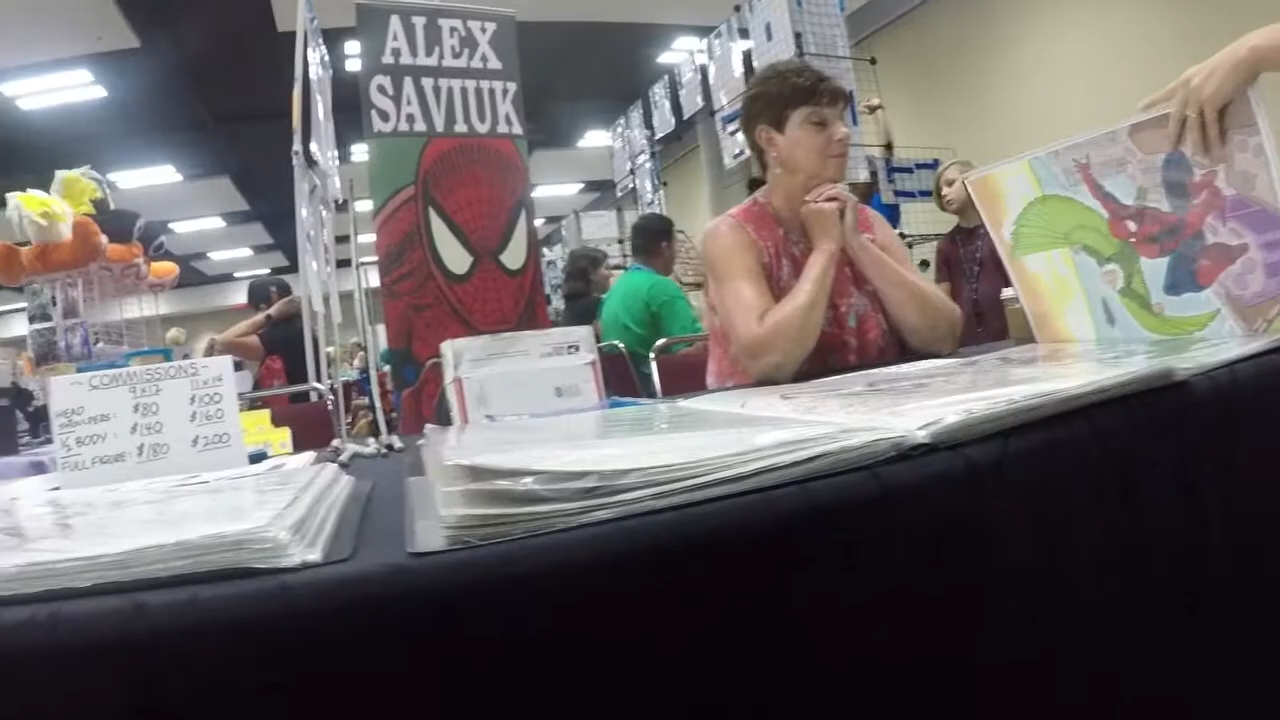 ALEX
SAVIUK
~ COMMISSIONS ~
9x12 11x14
HEAD
SHOULDERS: $80 $100
½ BODY: $140 $160
FULL FIGURE: $180 $200